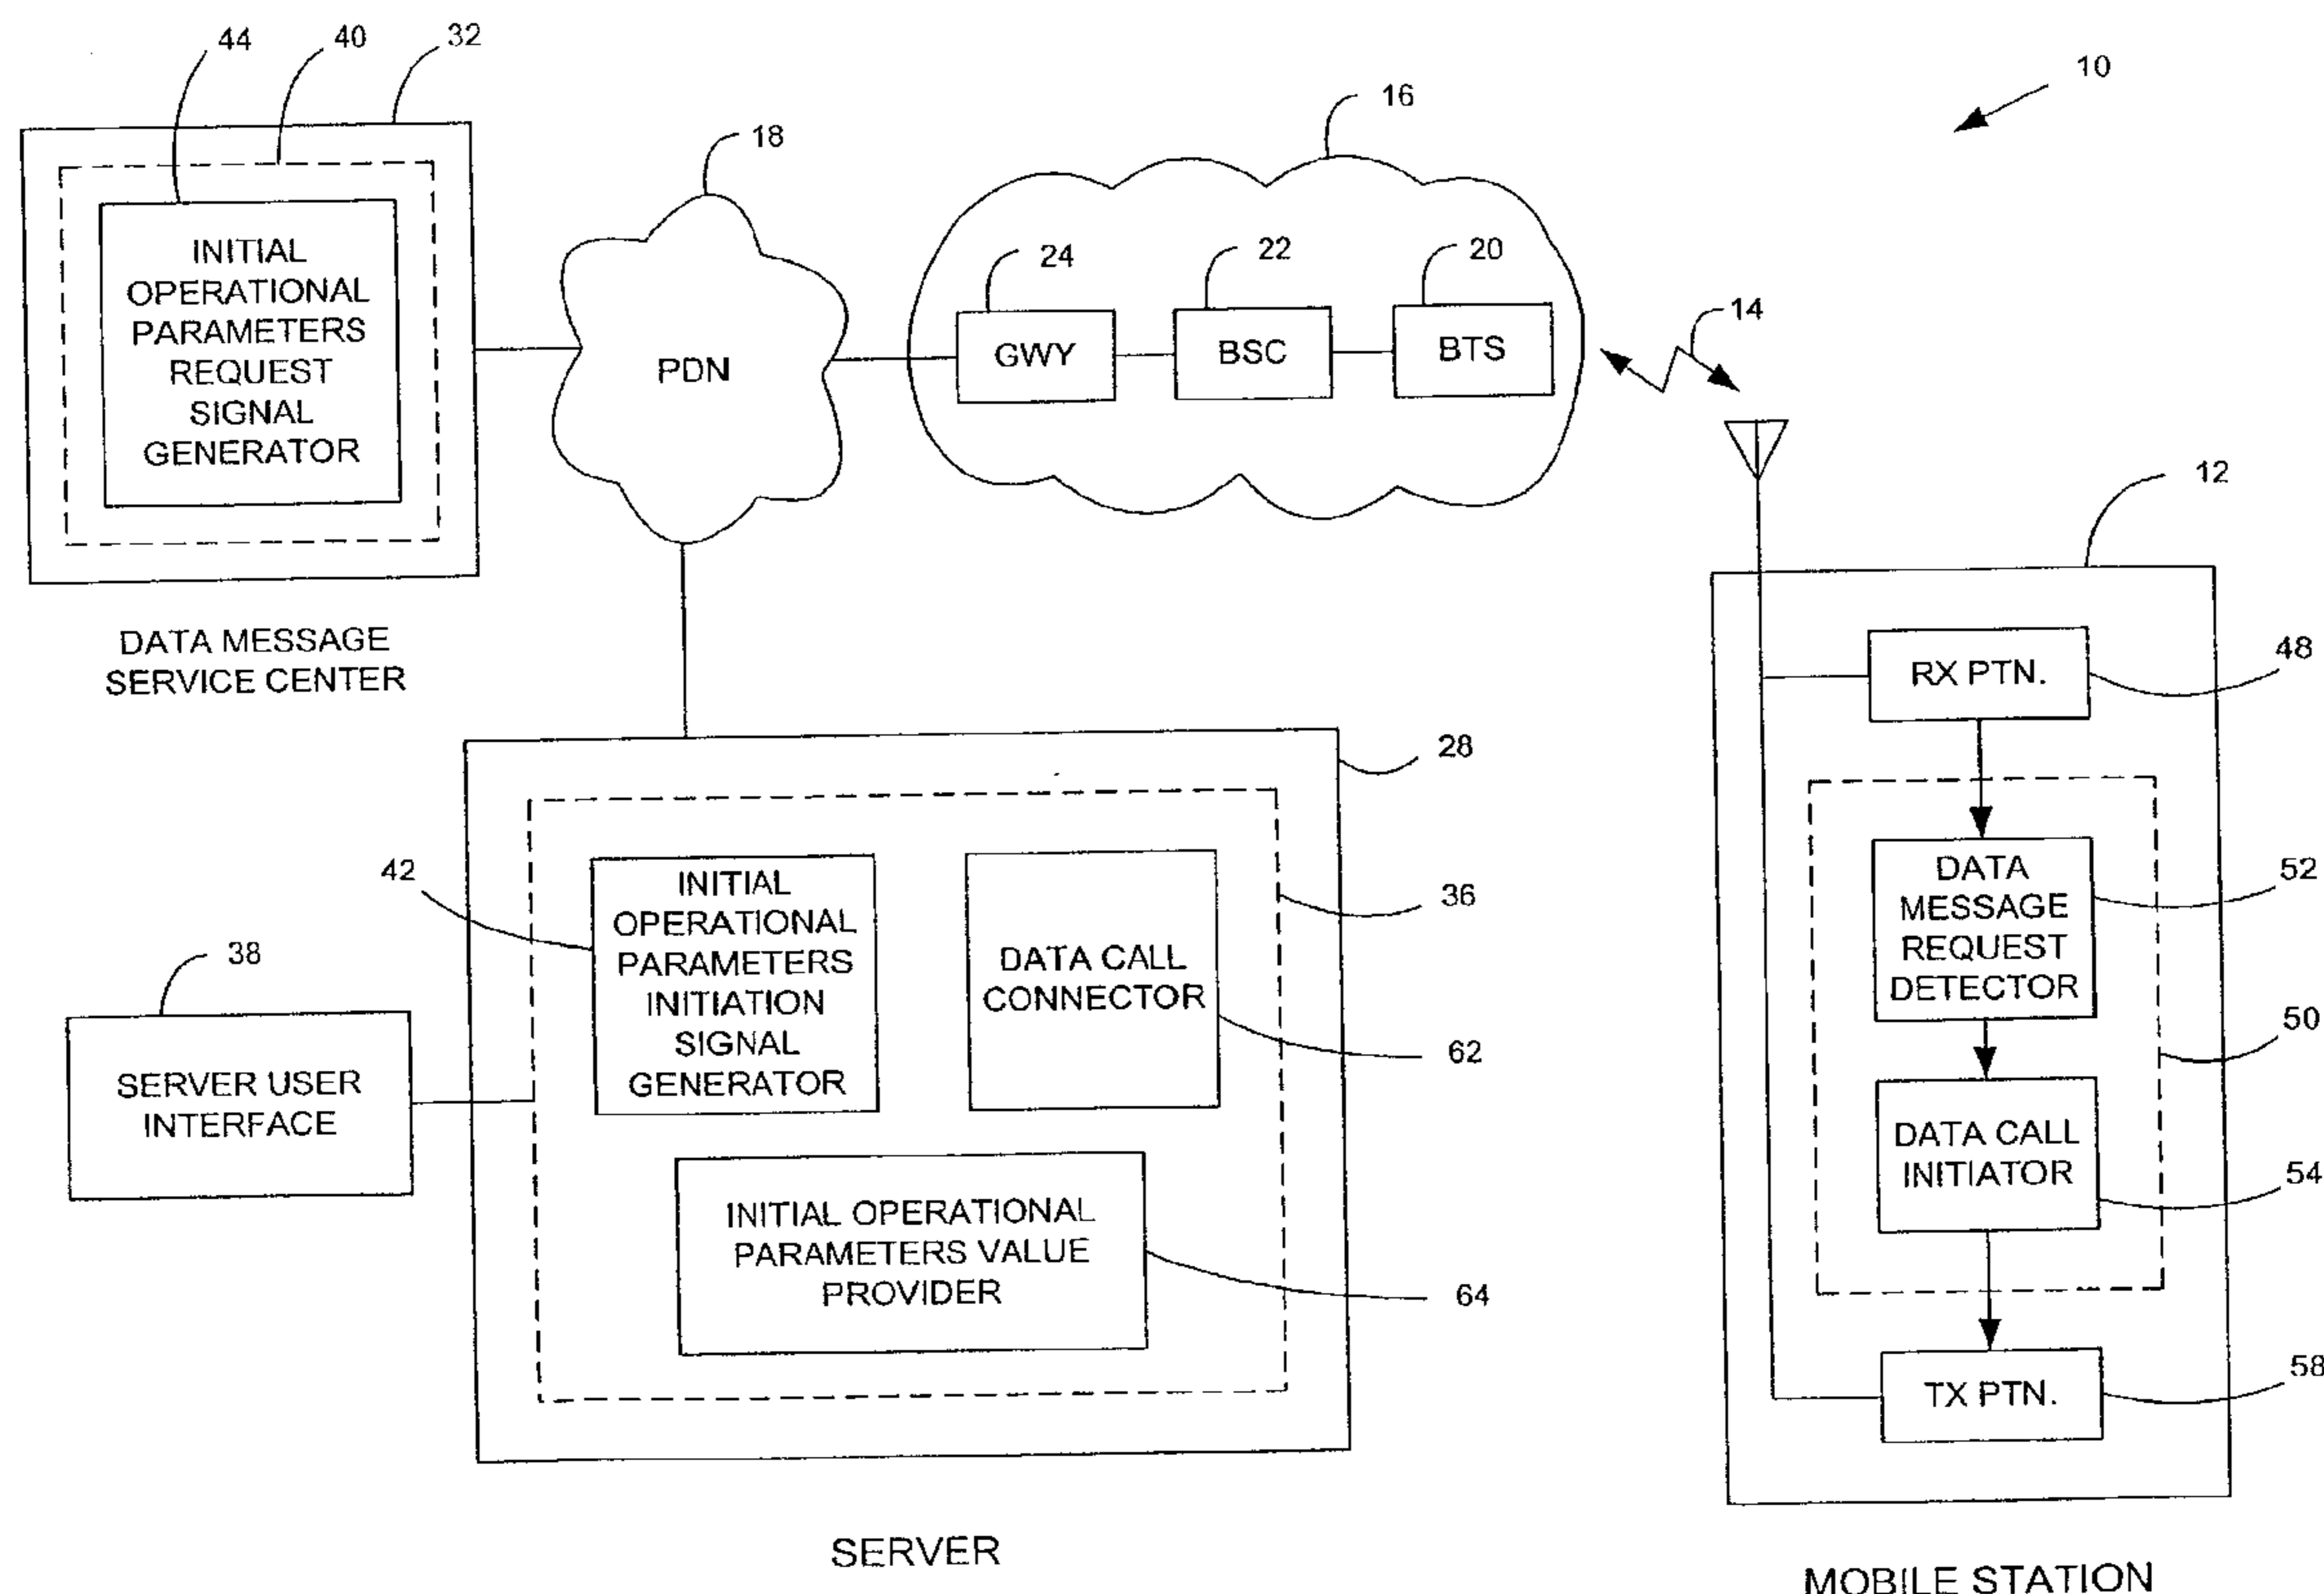 44
40
32
10
16
18
INITIAL
OPERATIONAL
PARAMETERS
REQUEST
SIGNAL
GENERATOR
24
22
20
14
PDN
GWY
BSC
BTS
12
DATA MESSAGE
SERVICE CENTER
RX PTN.
48
28
42
INITIAL
OPERATIONAL
PARAMETERS
INITIATION
SIGNAL
GENERATOR
DATA CALL
CONNECTOR
36
DATA
MESSAGE
REQUEST
DETECTOR
52
38
SERVER USER
INTERFACE
62
50
DATA CALL
INITIATOR
54
INITIAL OPERATIONAL
PARAMETERS VALUE
PROVIDER
64
TX PTN.
58
SERVER
MOBILE STATION